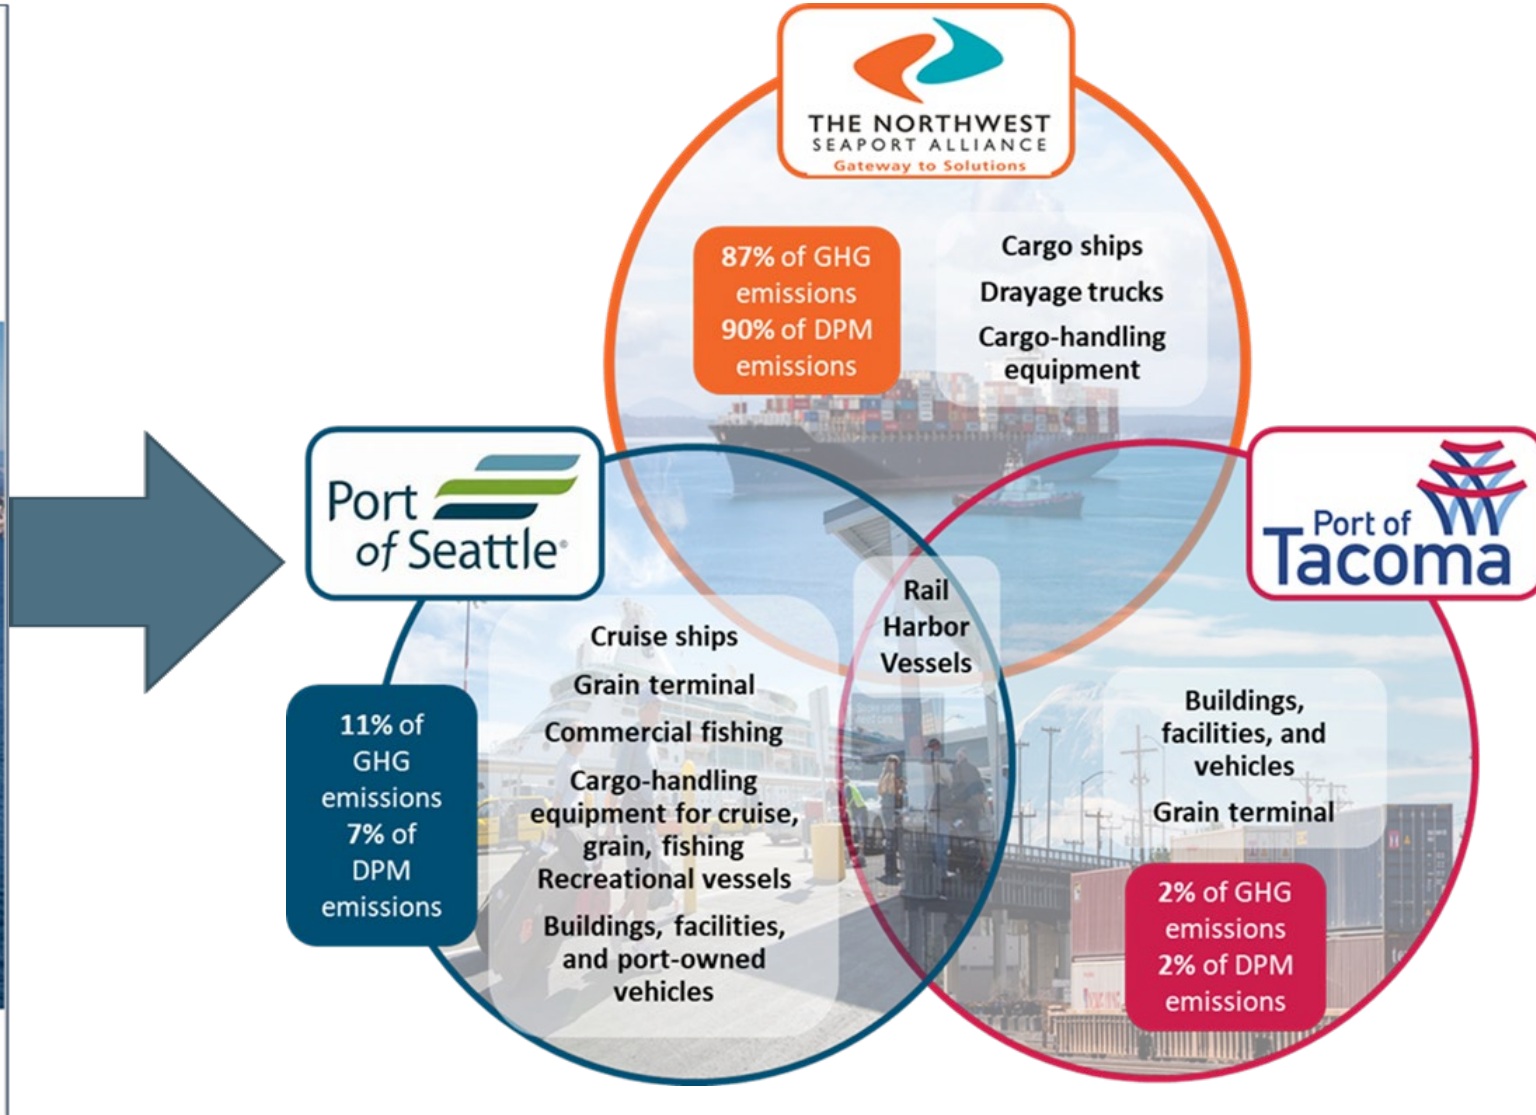 THE NORTHWEST
SEAPORT ALLIANCE
Gateway to Solutions
87% of GHG
emissions
90% of DPM
emissions
Cargo ships
Drayage trucks
Cargo-handling
equipment
Port
of Seattle
Port of
Tacoma
Rail
Harbor
Vessels
11% of
GHG
emissions
7% of
DPM
emissions
Cruise ships
Grain terminal
Commercial fishing
Cargo-handling
equipment for cruise,
grain, fishing
Recreational vessels
Buildings, facilities,
and port-owned
vehicles
Buildings,
facilities, and
vehicles
Grain terminal
2% of GHG
emissions
2% of DPM
emissions